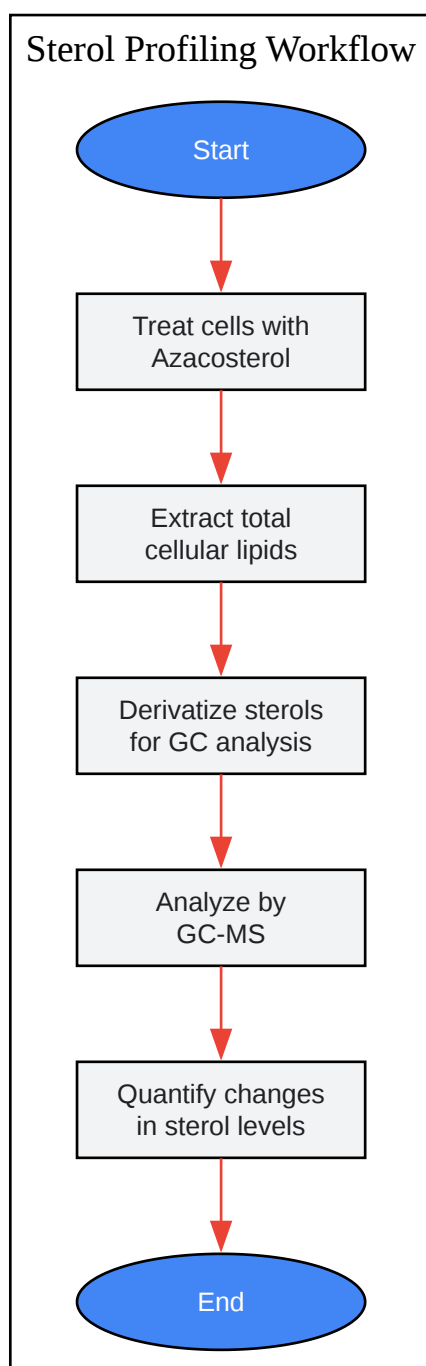 Sterol Profiling Workflow
Start
Treat cells with
Azacosterol
Extract total
cellular lipids
Derivatize sterols
for GC analysis
Analyze by
GC-MS
Quantify changes
in sterol levels
End